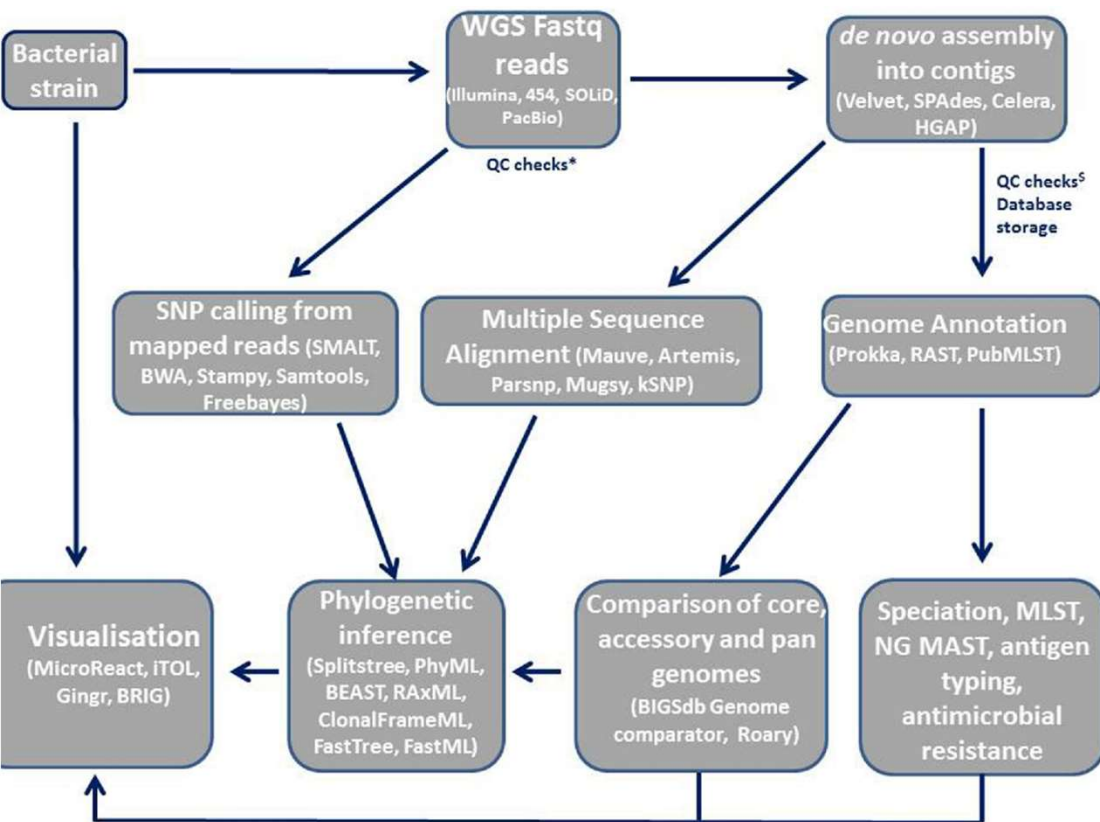 Bacterial
strain
WGS Fastq
reads
(Illumina, 454, SOLiD,
PacBio)
de novo assembly
into contigs
(Velvet, SPAdes, Celera,
HGAP)
QC checks*
QC checks$
Database
storage
SNP calling from
mapped reads (SMALT,
BWA, Stampy, Samtools,
Freebayes)
Multiple Sequence
Alignment (Mauve, Artemis,
Parsnp, Mugsy, kSNP)
Genome Annotation
(Prokka, RAST, PubMLST)
Visualisation
(MicroReact, iTOL,
Gingr, BRIG)
Phylogenetic
inference
(Splitstree, PhyML,
BEAST, RAxML,
ClonalFrameML,
FastTree, FastML)
Comparison of core,
accessory and pan
genomes
(BIGSdb Genome
comparator, Roary)
Speciation, MLST,
NG MAST, antigen
typing,
antimicrobial
resistance